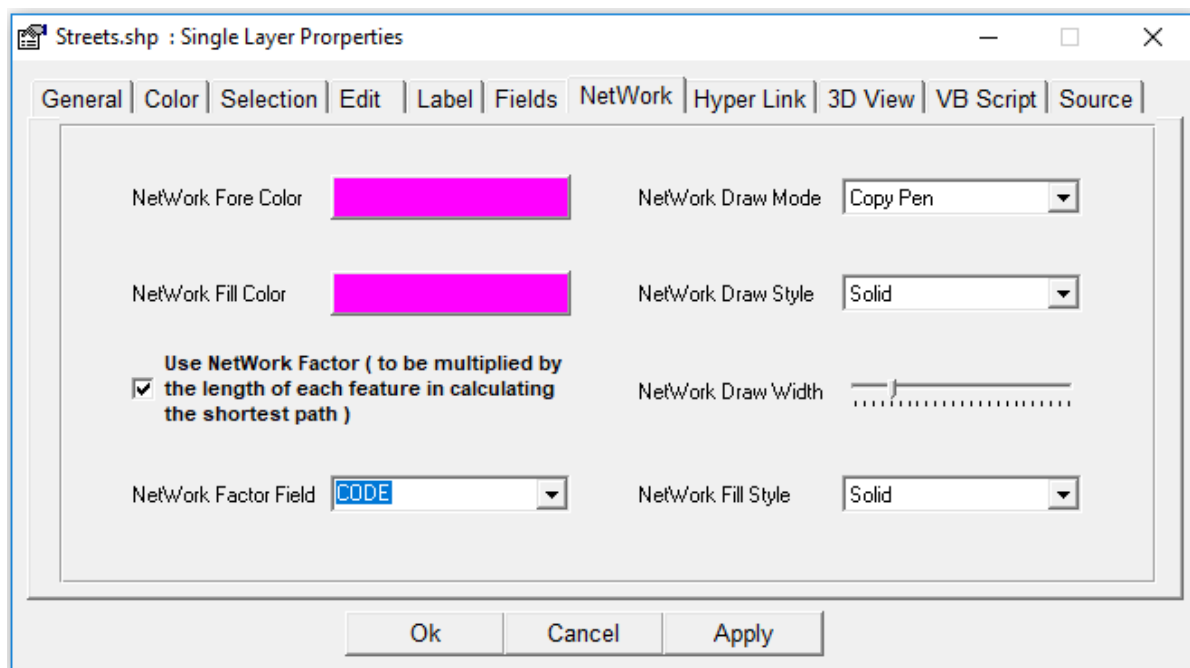 Streets.shp : Single Layer Prorperties
General Color Selection Edit Label Fields NetWork Hyper Link 3D View VB Script Source
NetWork Fore Color
NetWork Draw Mode Copy Pen
NetWork Fill Color
NetWork Draw Style Solid
Use NetWork Factor ( to be multiplied by
the length of each feature in calculating
the shortest path )
NetWork Draw Width
NetWork Factor Field CODE
NetWork Fill Style Solid
Ok Cancel Apply